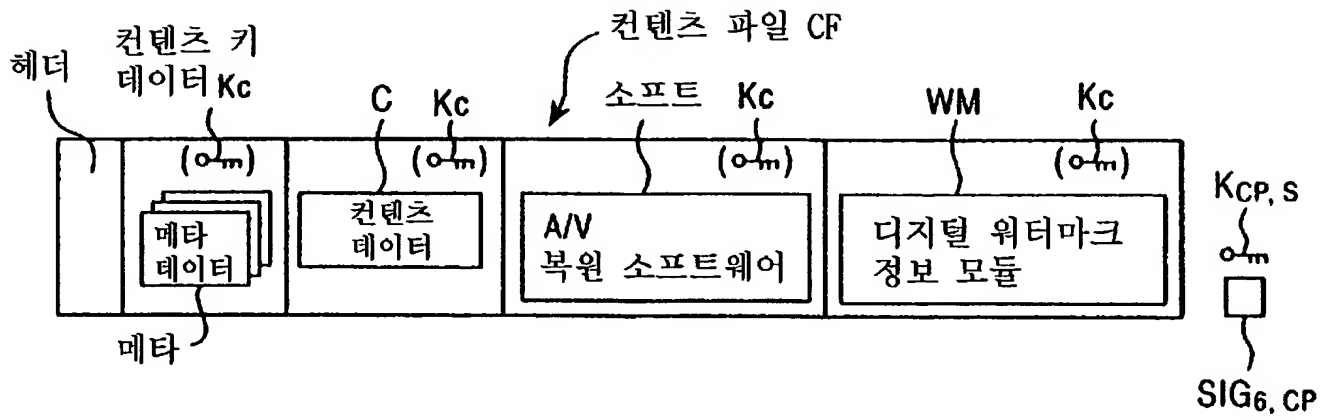 컨텐츠 파일 CF
헤더
컨텐츠 키
데이터 Kc
C
Kc
소프트
Kc
WM
Kc
메타
데이터
컨텐츠
데이터
A/V
복원 소프트웨어
디지털 워터마크
정보 모듈
KCP, S
메타
SIG6, CP